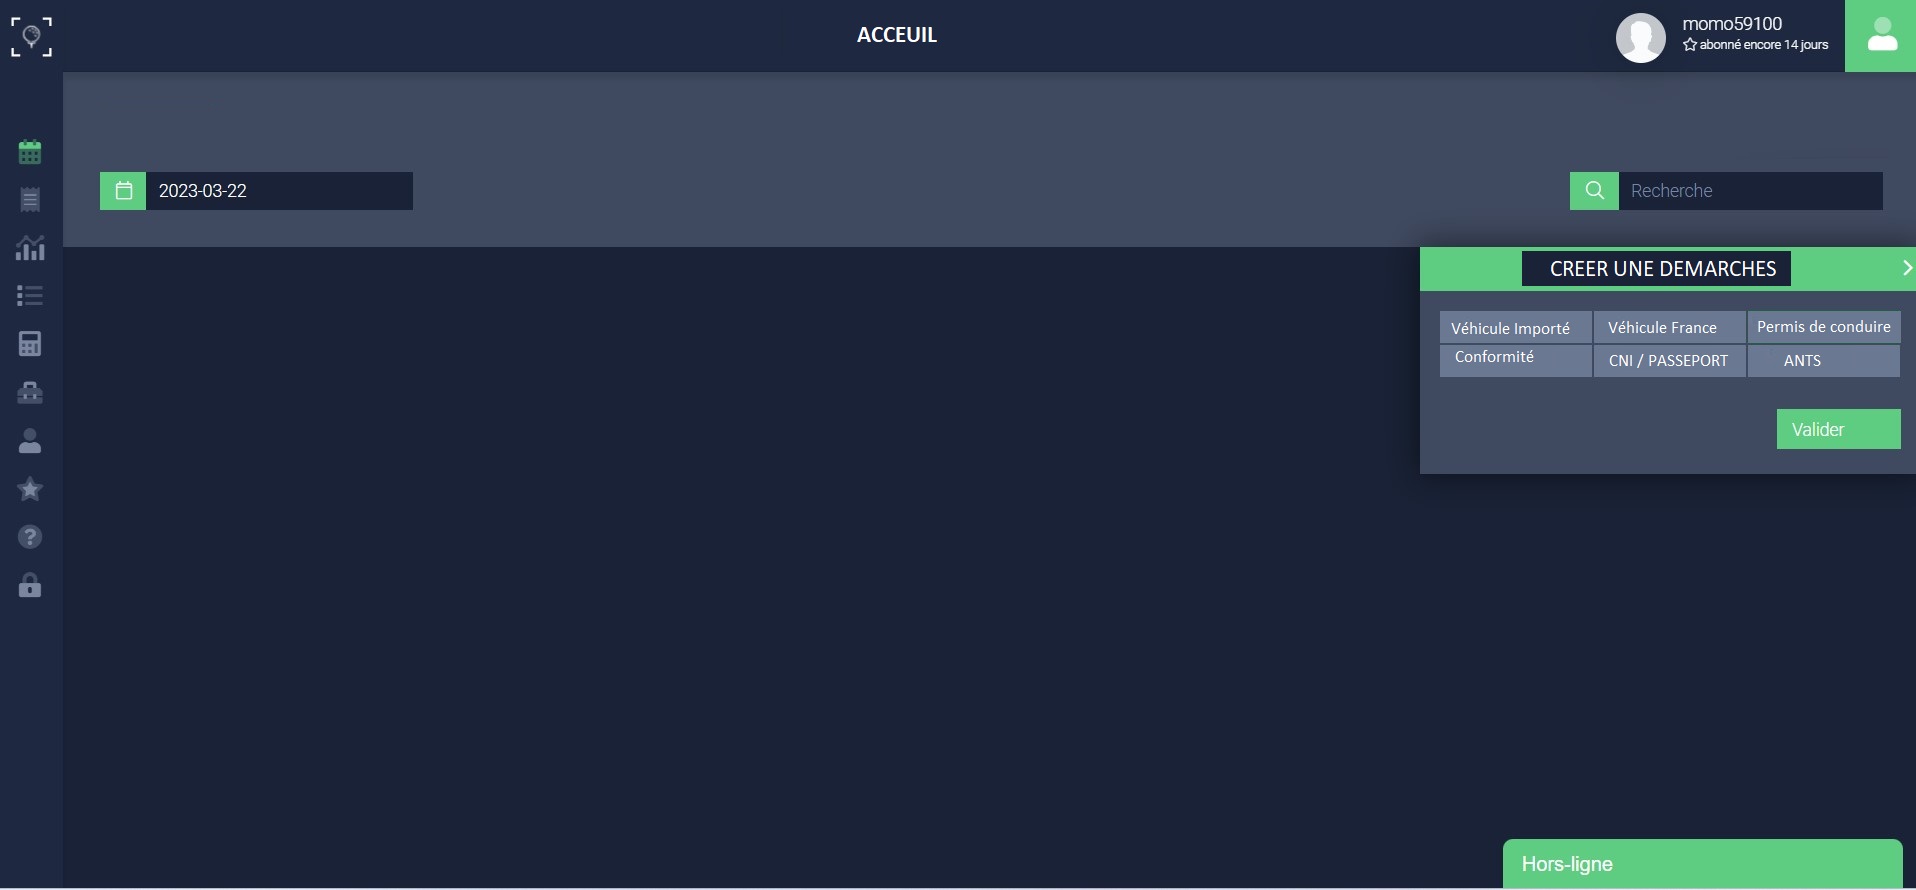 ACCEUIL
momo59100
abonné encore 14 jours
2023-03-22
Recherche
CREER UNE DEMARCHES
Véhicule Importé
Véhicule France
Permis de conduire
Conformité
CNI / PASSEPORT
ANTS
Valider
Hors-ligne